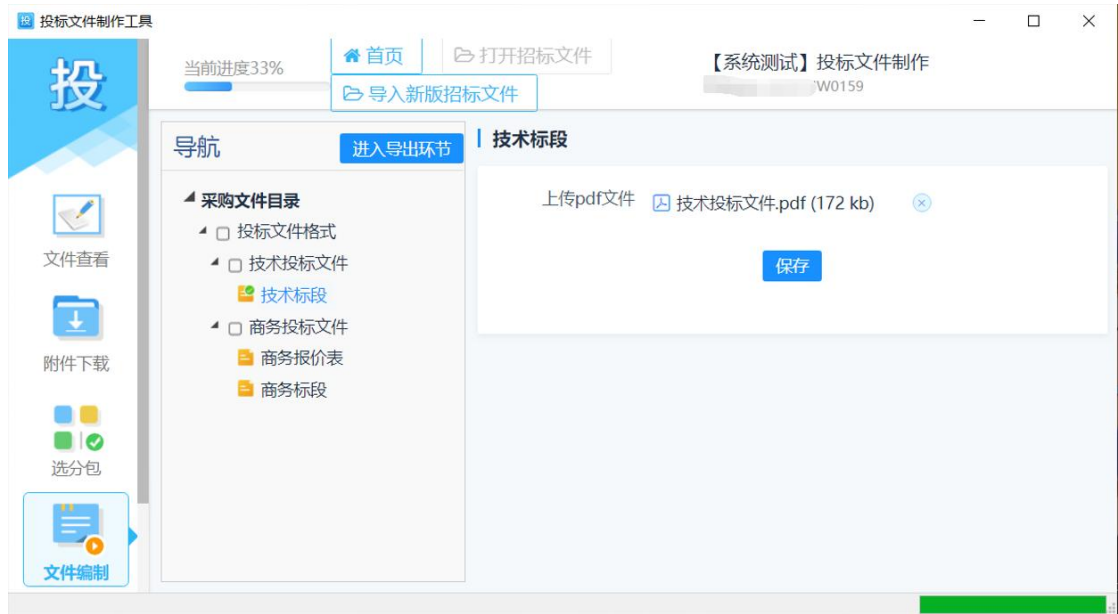 投标文件制作工具
投
当前进度33%
首页
打开招标文件
导入新版招标文件
【系统测试】投标文件制作
W0159
文件查看
附件下载
选分包
文件编制
导航
进入导出环节
采购文件目录
投标文件格式
技术投标文件
技术标段
商务投标文件
商务报价表
商务标段
技术标段
上传pdf文件 技术投标文件.pdf (172 kb)
保存